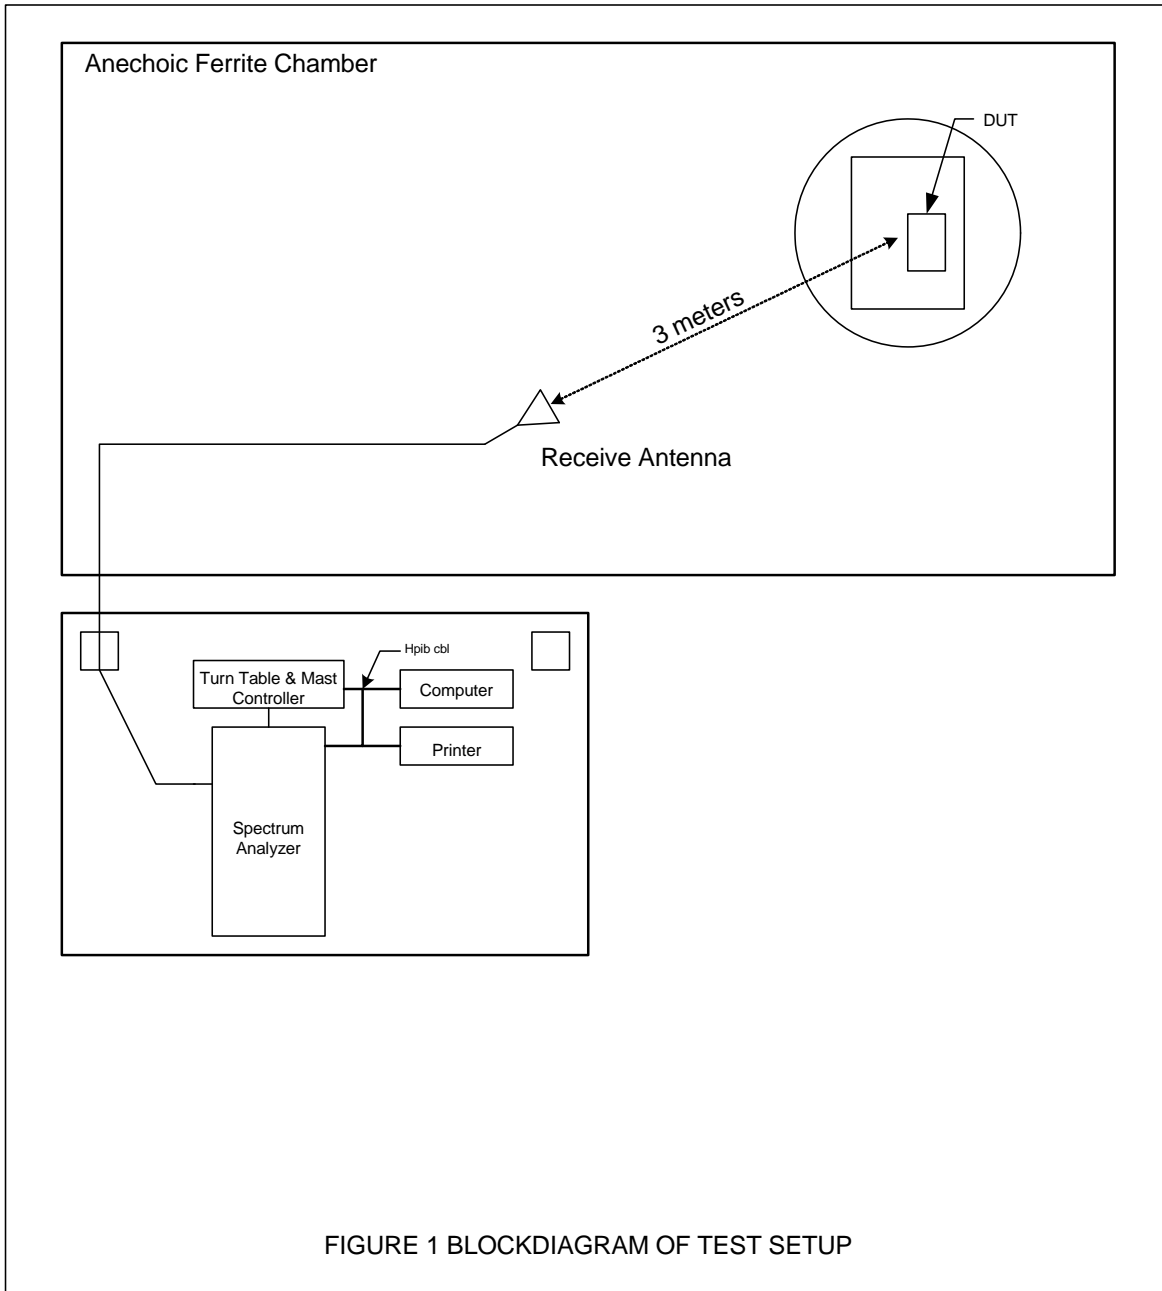 Anechoic Ferrite Chamber
DUT
3 meters
Receive Antenna
Hpib cbl
Turn Table & Mast
Controller
Computer
Printer
Spectrum
Analyzer
FIGURE 1 BLOCKDIAGRAM OF TEST SETUP